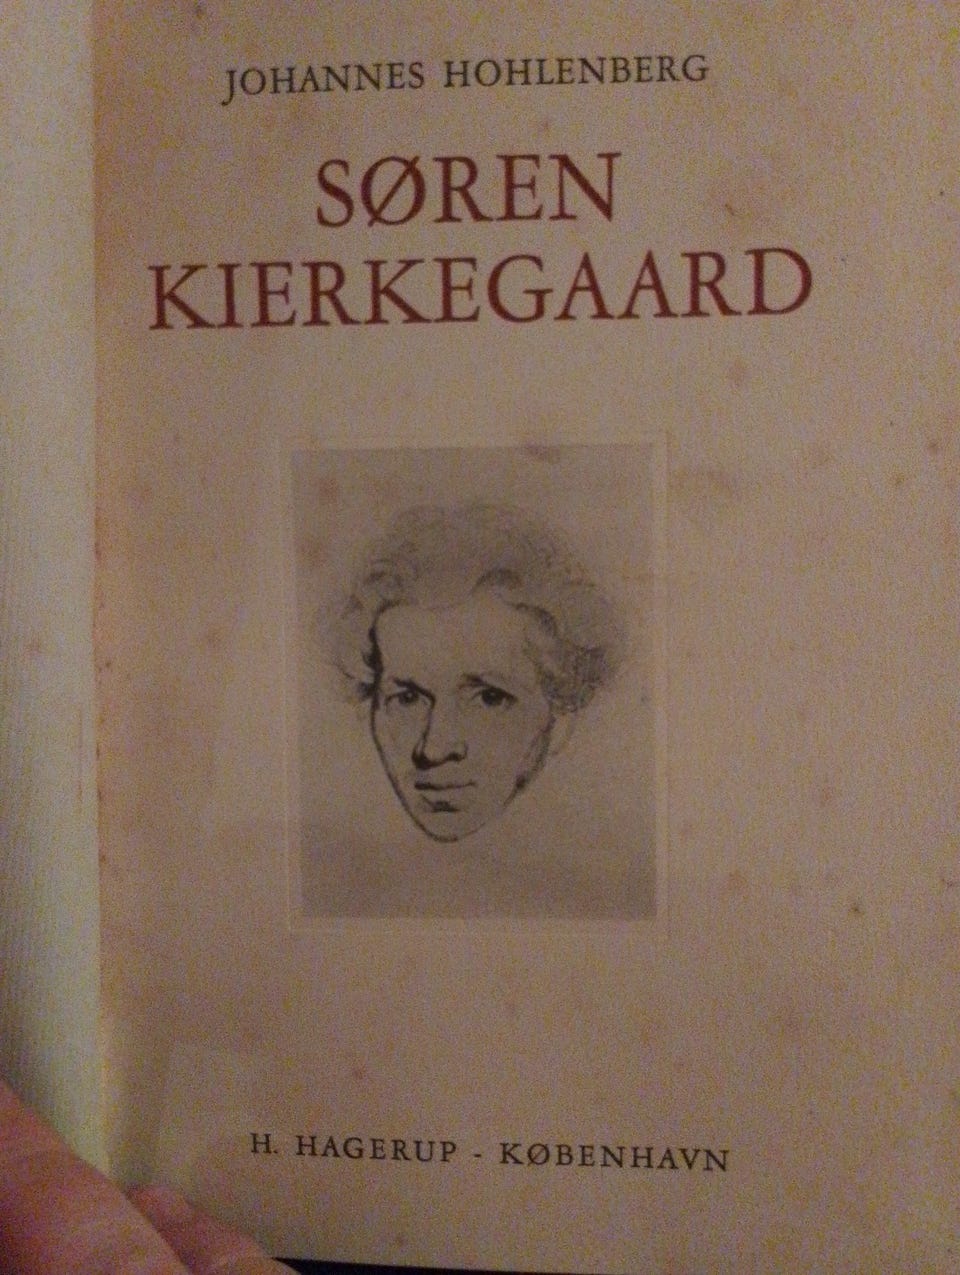 JOHANNES HOHLENBERG
SØREN
KIERKEGAARD
H. HAGERUP - KØBENHAVN